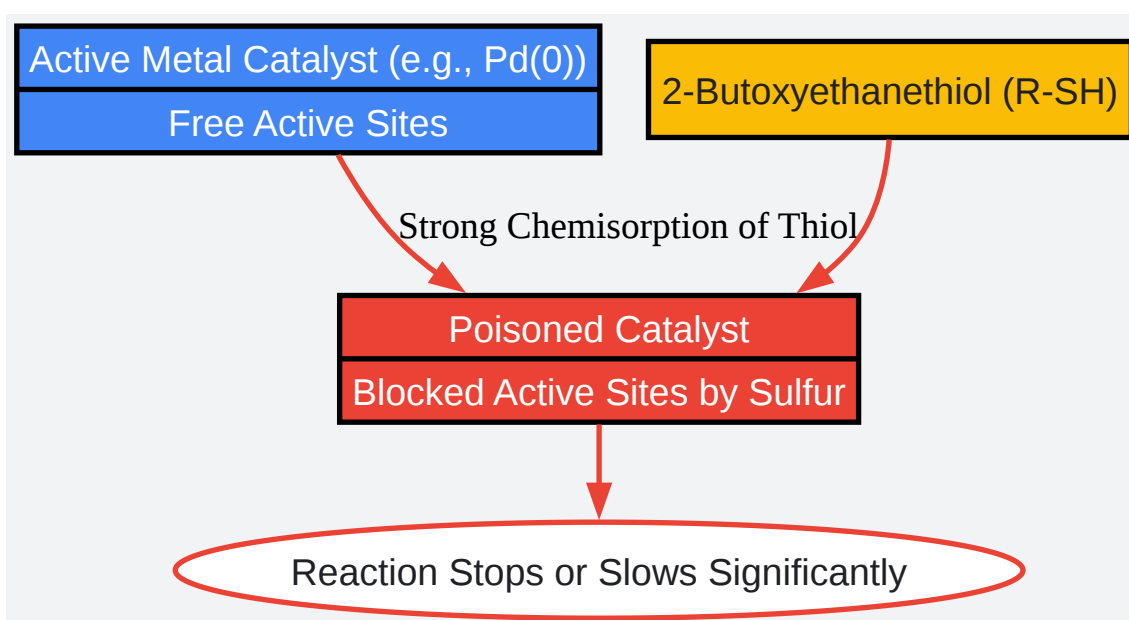 Active Metal Catalyst (e.g., Pd(0))
Free Active Sites
2-Butoxyethanethiol (R-SH)
Strong Chemisorption of Thiol
Poisoned Catalyst
Blocked Active Sites by Sulfur
Reaction Stops or Slows Significantly